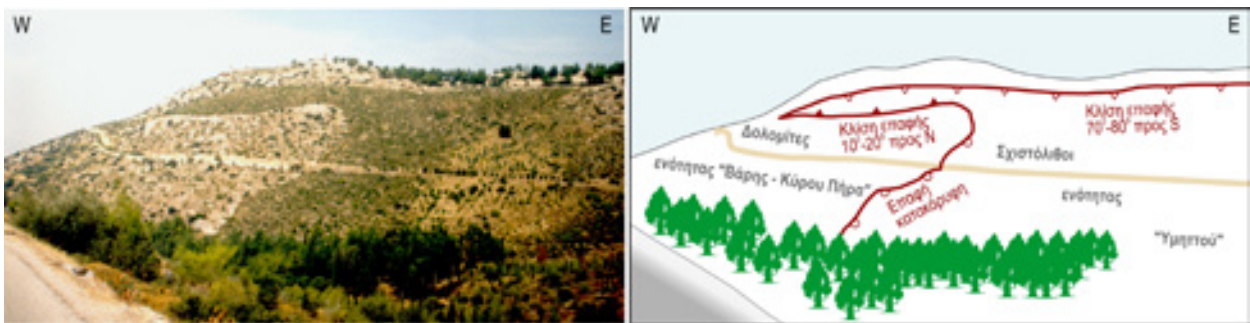 W
E
W
E
Κλίση επαφής
70°-80° προς S
Κλίση επαφής
10°-20° προς N
Δολομίτες
Σχιστόλιθοι
ενότητας "Βάρης - Κύρου Πήρα"
ενότητας
Επαφή
κατακόρυφη
"Υμηττού"